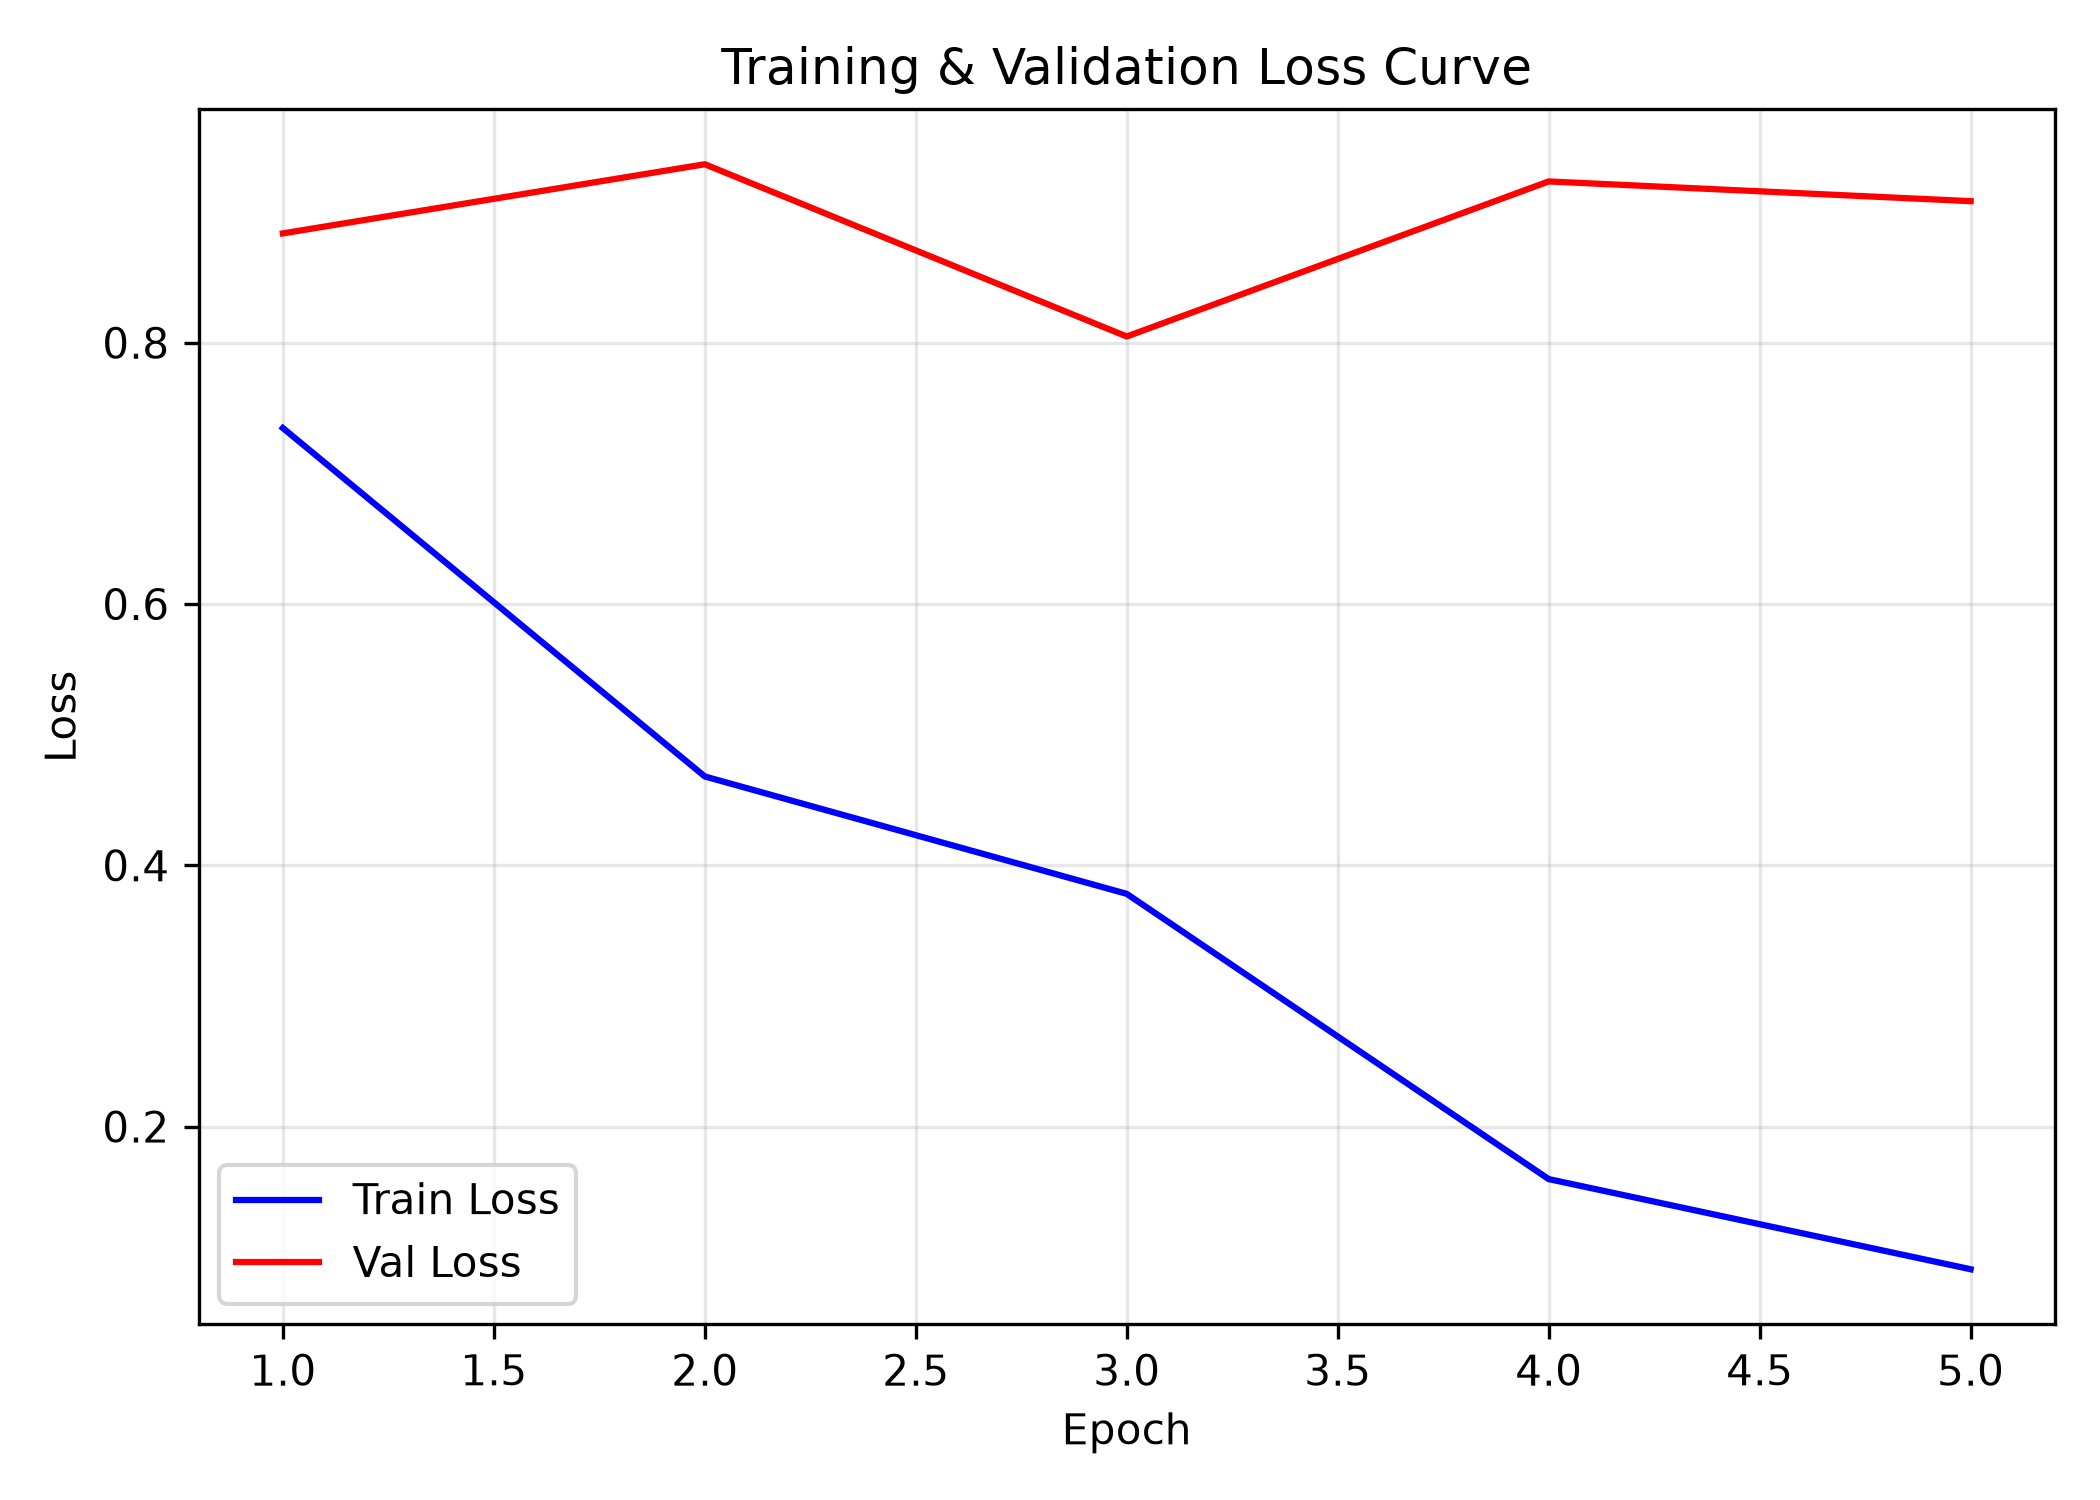 Training & Validation Loss Curve
0.8
0.6
0.4
0.2
Loss
Train Loss
Val Loss
1.0 1.5 2.0 2.5 3.0 3.5 4.0 4.5 5.0
Epoch